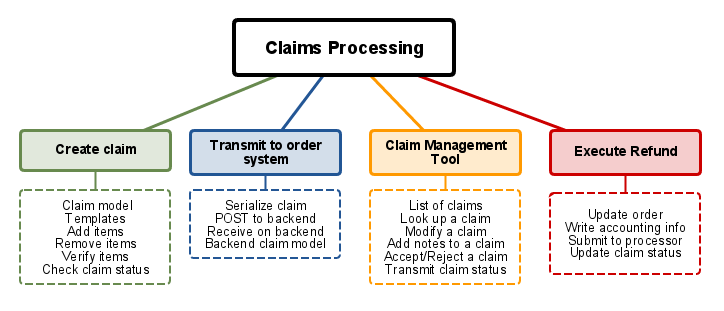 Claims Processing
Create claim
Claim model
Templates
Add items
Remove items
Verify items
Check claim status
Transmit to order
system
Serialize claim
POST to backend
Receive on backend
Backend claim model
Claim Management
Tool
List of claims
Look up a claim
Modify a claim
Add notes to a claim
Accept/Reject a claim
Transmit claim status
Execute Refund
Update order
Write accounting info
Submit to processor
Update claim status